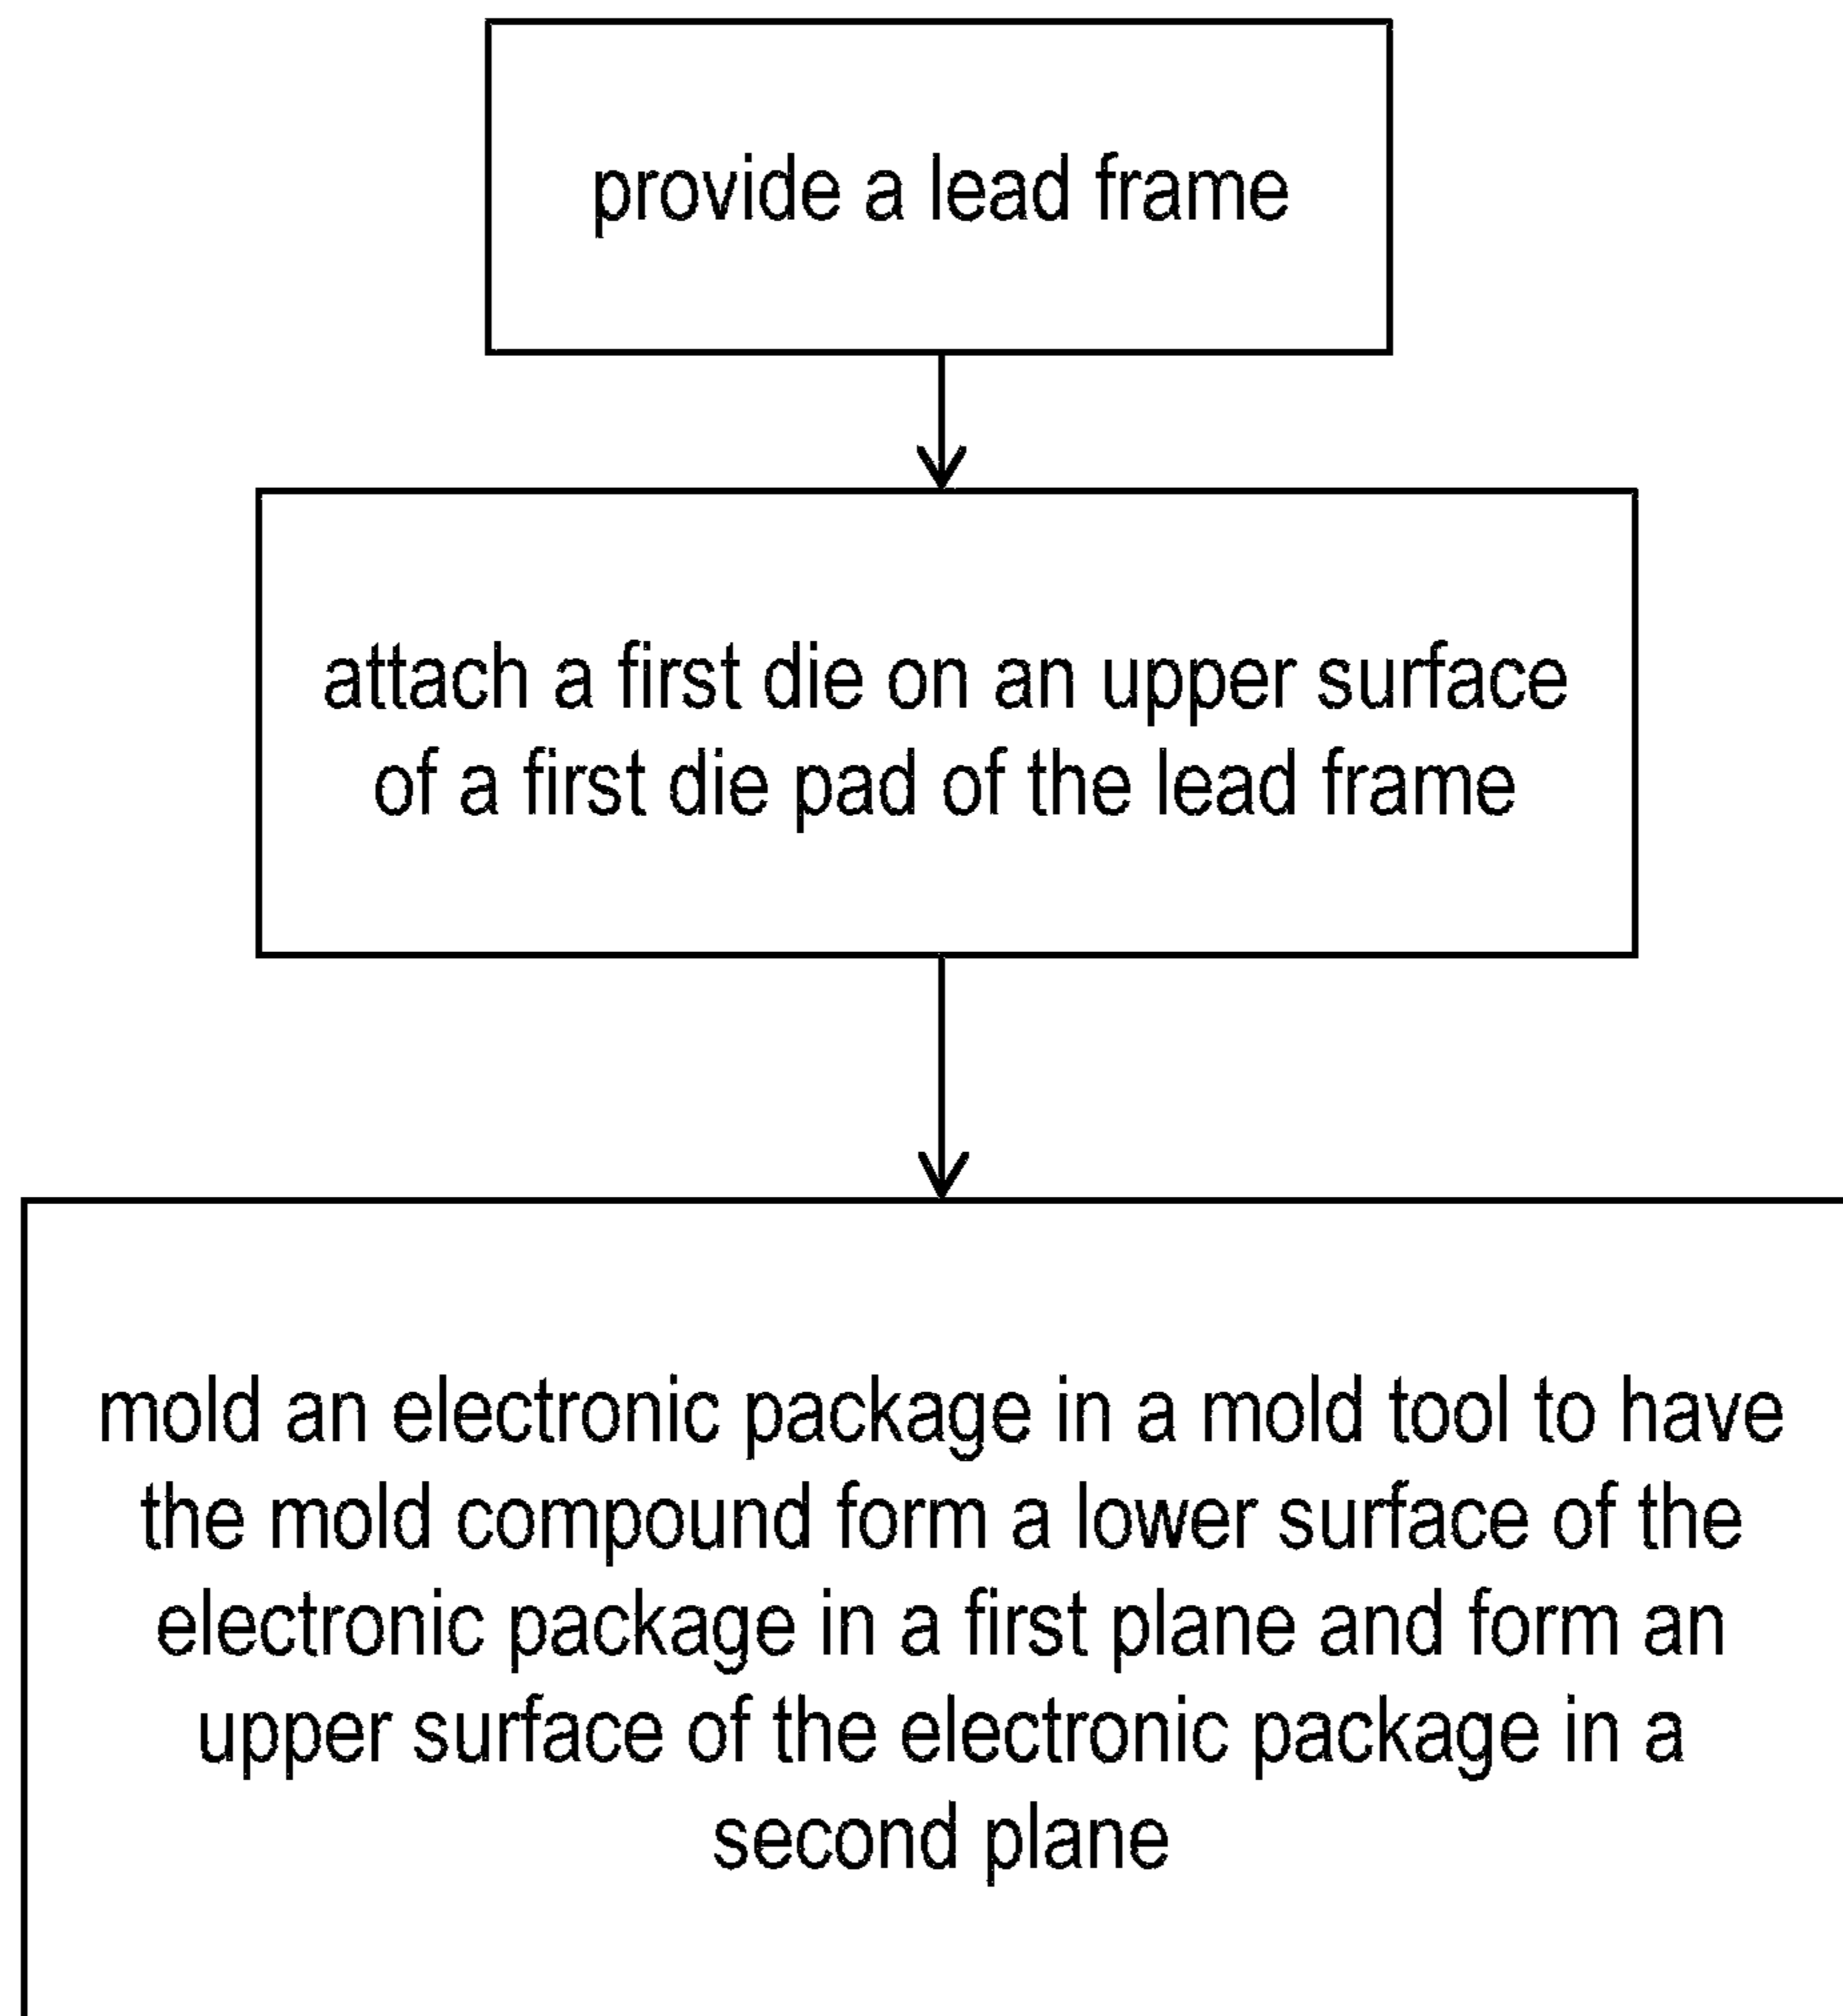 provide a lead frame
attach a first die on an upper surface
of a first die pad of the lead frame
mold an electronic package in a mold tool to have
the mold compound form a lower surface of the
electronic package in a first plane and form an
upper surface of the electronic package in a
second plane